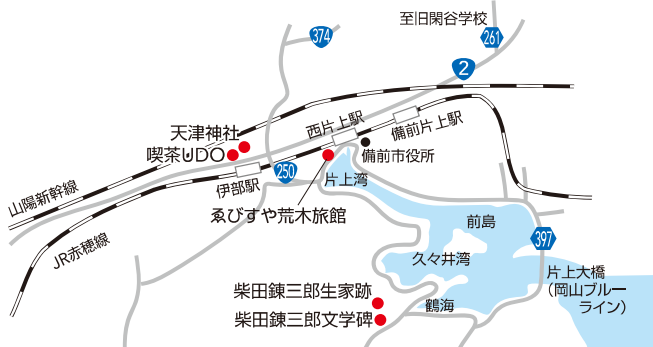 至旧閑谷学校
261
374
2
天津神社
喫茶UDO
西片上駅
備前片上駅
備前市役所
山陽新幹線
伊部駅
250
片上湾
ゑびすや荒木旅館
JR赤穂線
前島
397
久々井湾
片上大橋
(岡山ブルー
ライン)
柴田錬三郎生家跡
鶴海
柴田錬三郎文学碑